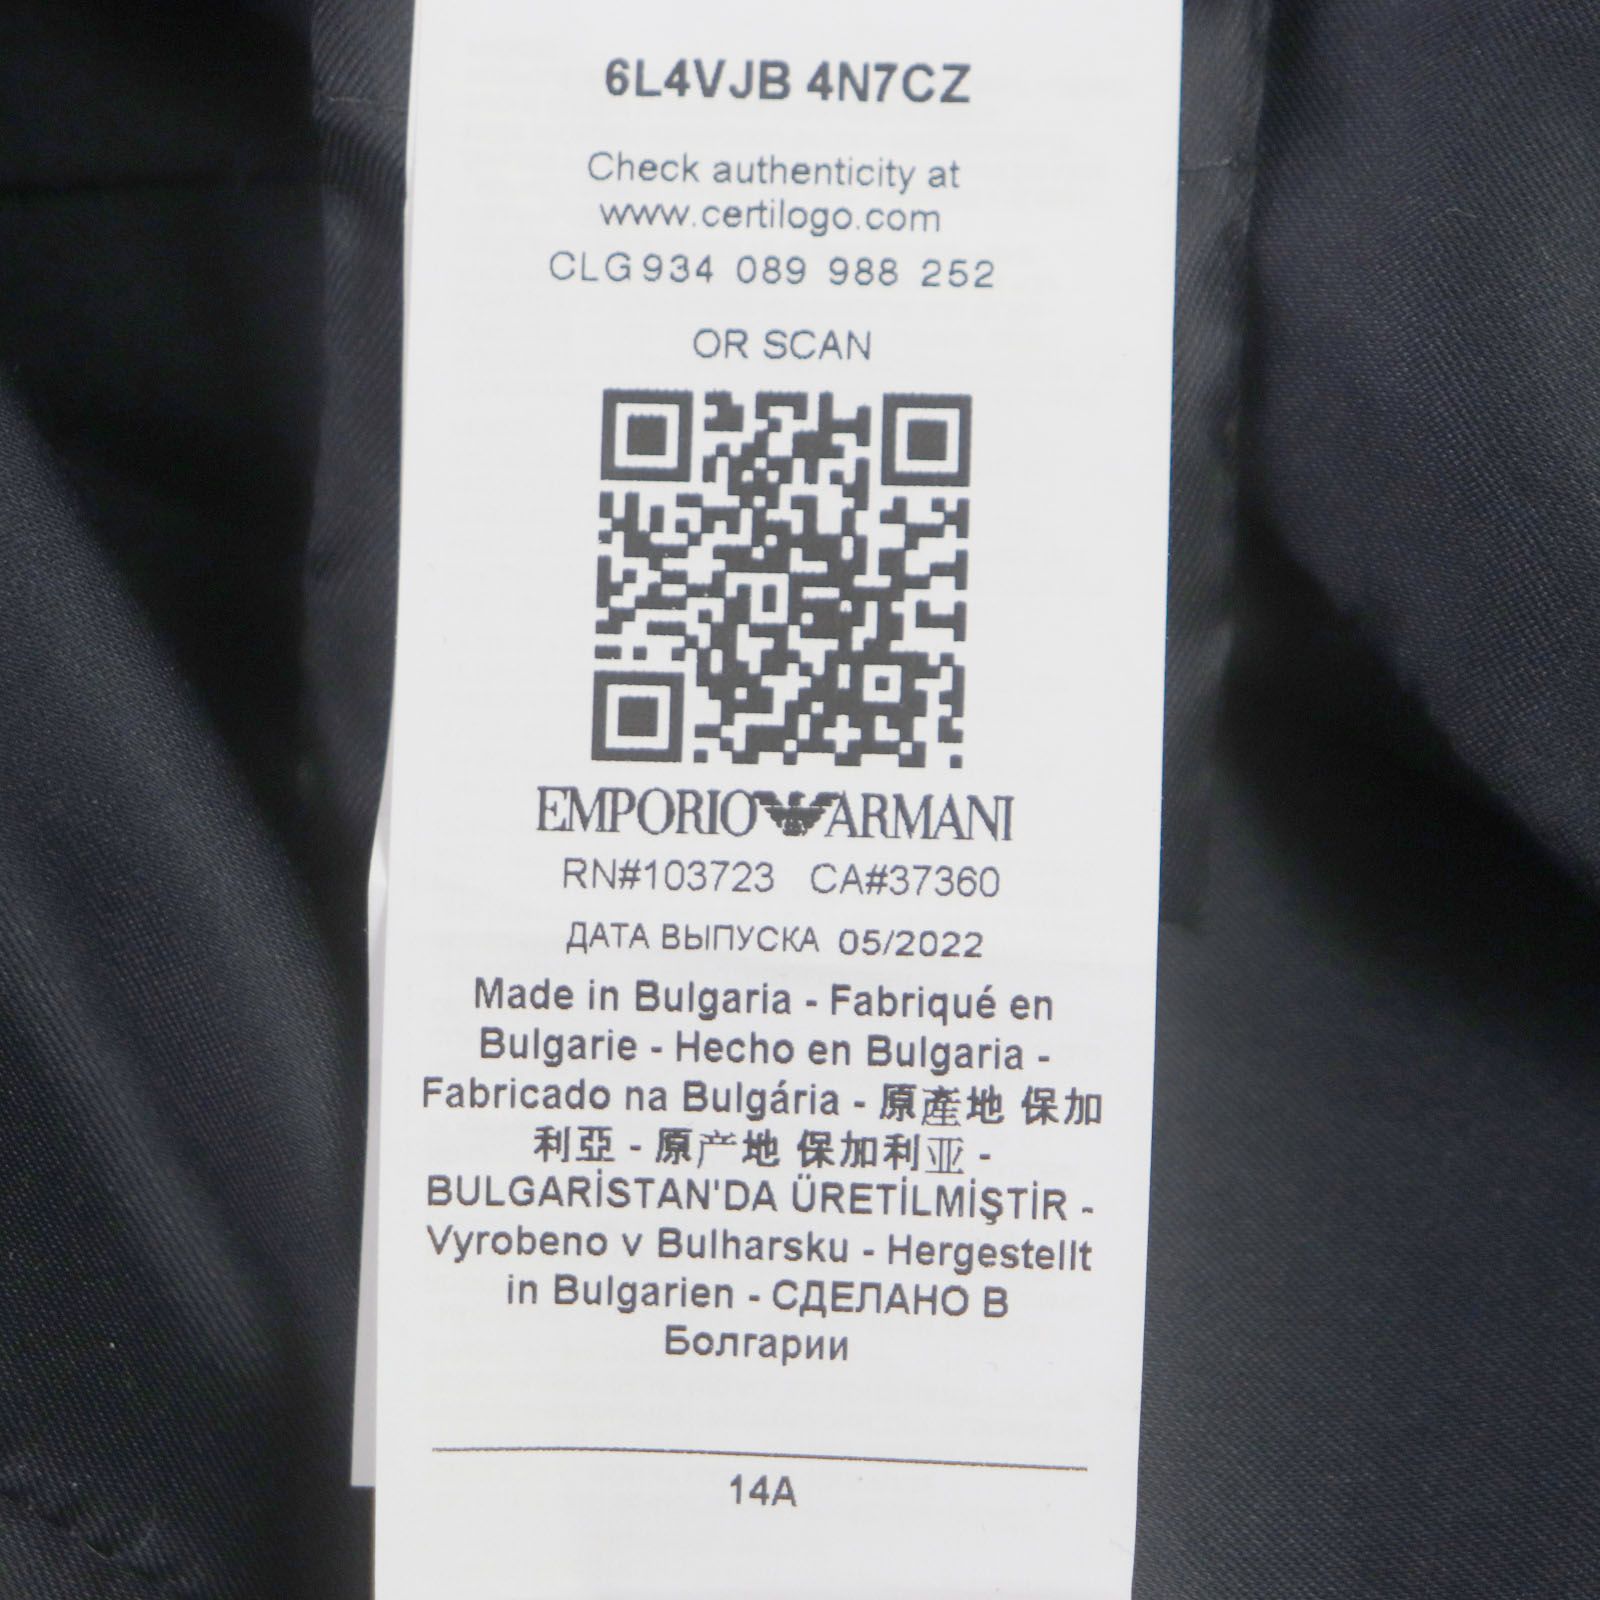 6L4VJB 4N7CZ
Check authenticity at
www.certilogo.com
CLG 934 089 988 252
OR SCAN
EMPORIO ARMANI
RN#103723 CA#37360
ДАТА ВЫПУСКА 05/2022
Made in Bulgaria - Fabriqué en
Bulgarie - Hecho en Bulgaria -
Fabricado na Bulgária - 原產地 保加
利亞 - 原产地 保加利亚 -
BULGARİSTAN'DA ÜRETİLMİŞTİR -
Vyrobeno v Bulharsku - Hergestellt
in Bulgarien - СДЕЛАНО В
Болгарии
14A